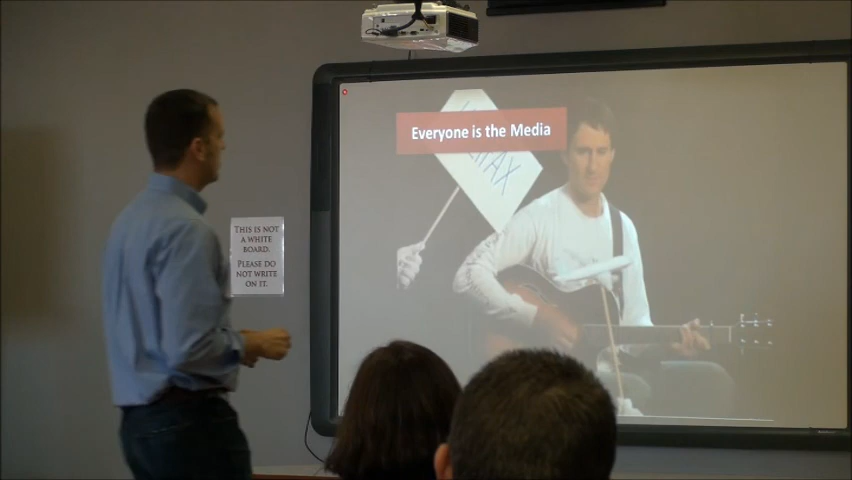 Everyone is the Media
THIS IS NOT
A WHITE
BOARD.
PLEASE DO
NOT WRITE
ON IT.